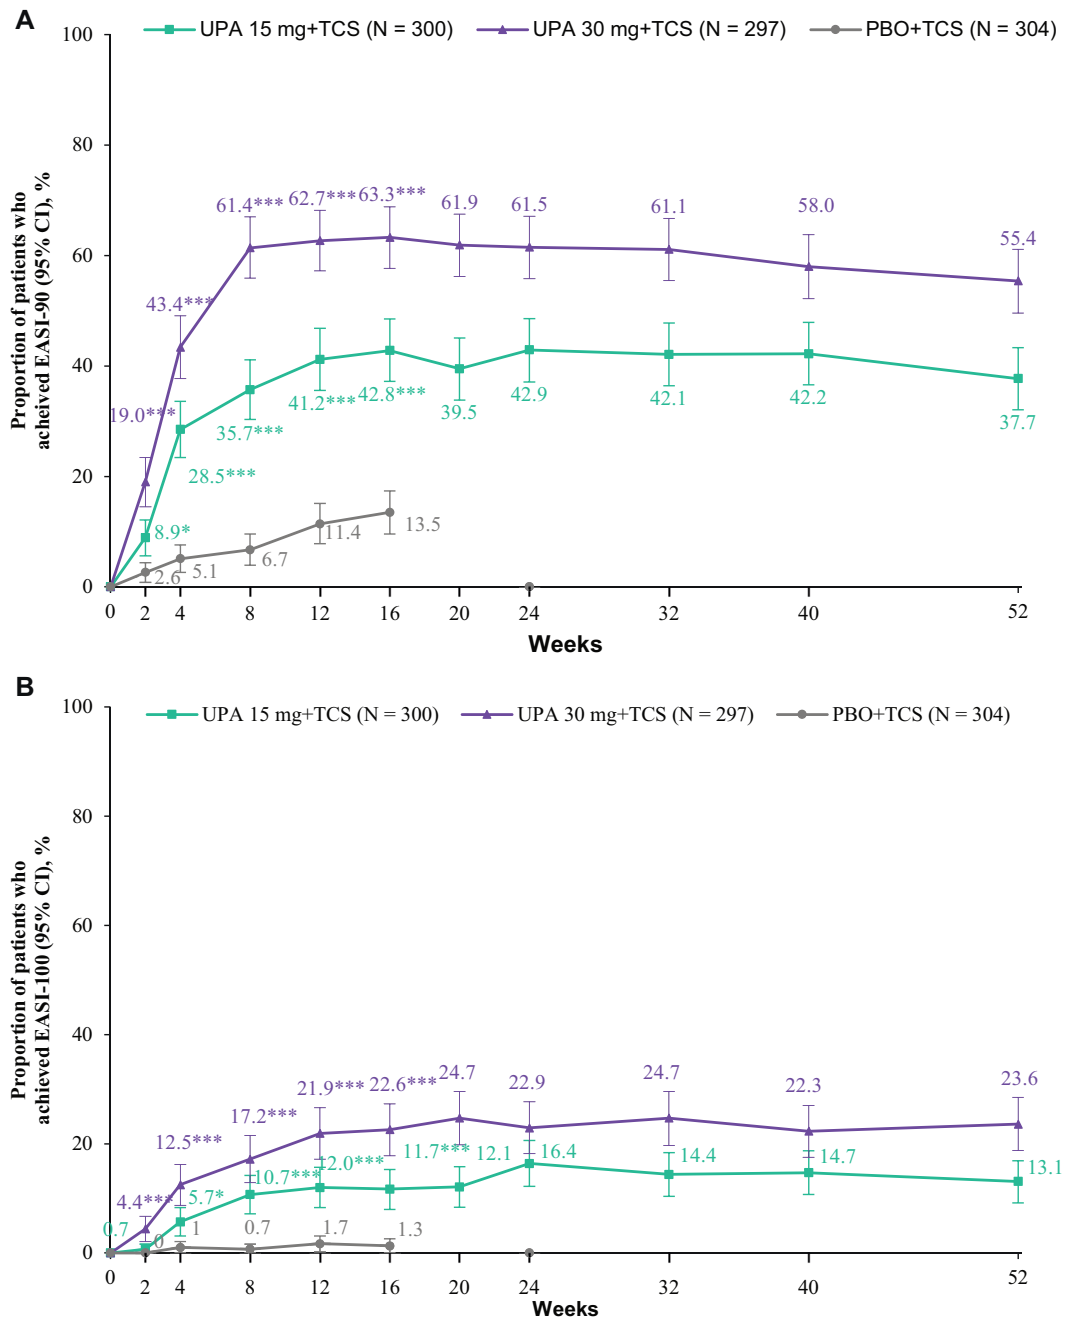 A
UPA 15 mg+TCS (N = 300) UPA 30 mg+TCS (N = 297) PBO+TCS (N = 304)
Proportion of patients who
acheived EASI-90 (95% CI), %
100
80
60
40
20
0
19.0*** 43.4*** 61.4*** 62.7*** 63.3*** 61.9 61.5 61.1 58.0 55.4
8.9* 28.5*** 35.7*** 41.2*** 42.8*** 39.5 42.9 42.1 42.2 37.7
2.6 5.1 6.7 11.4 13.5
0 2 4 8 12 16 20 24 32 40 52
Weeks
B
UPA 15 mg+TCS (N = 300) UPA 30 mg+TCS (N = 297) PBO+TCS (N = 304)
Proportion of patients who
achieved EASI-100 (95% CI), %
100
80
60
40
20
0
4.4*** 12.5*** 17.2*** 21.9*** 22.6*** 24.7 22.9 24.7 22.3 23.6
0.7 5.7* 10.7*** 12.0*** 11.7*** 12.1 16.4 14.4 14.7 13.1
0 1 0.7 1.7 1.3
0 2 4 8 12 16 20 24 32 40 52
Weeks